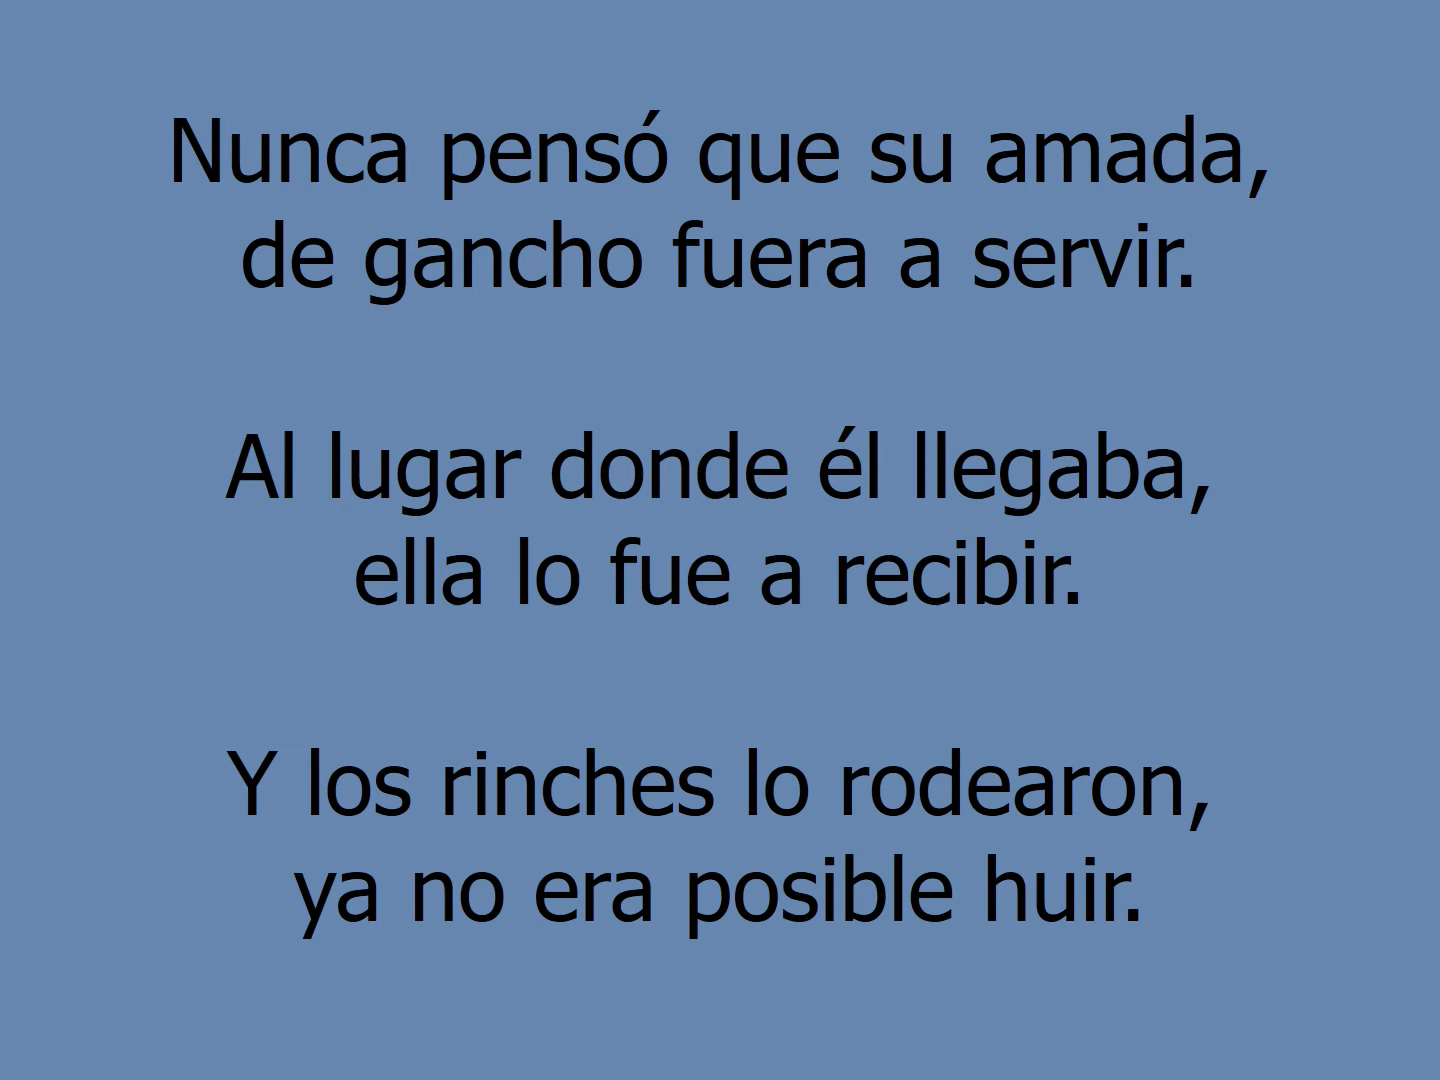 Nunca pensó que su amada,
de gancho fuera a servir.
Al lugar donde él llegaba,
ella lo fue a recibir.
Y los rinches lo rodearon,
ya no era posible huir.